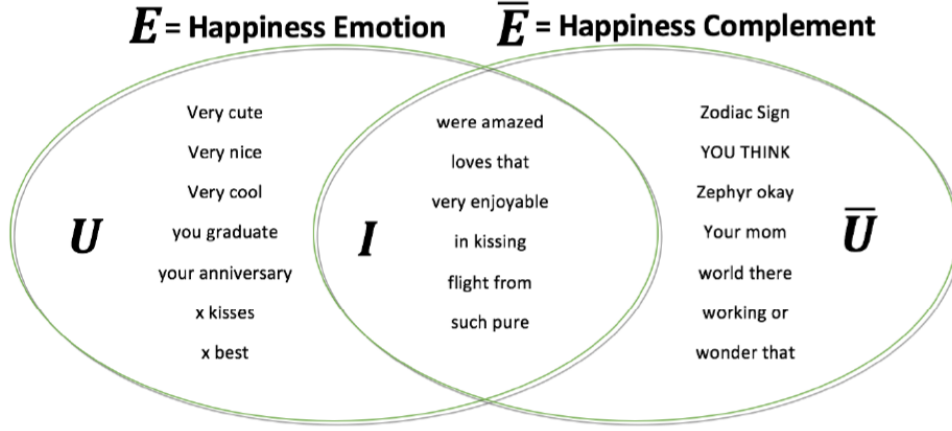 E = Happiness Emotion
E̅ = Happiness Complement
U
Very cute
Very nice
Very cool
you graduate
your anniversary
x kisses
x best
I
were amazed
loves that
very enjoyable
in kissing
flight from
such pure
Zodiac Sign
YOU THINK
Zephyr okay
Your mom
world there
working or
wonder that
U̅